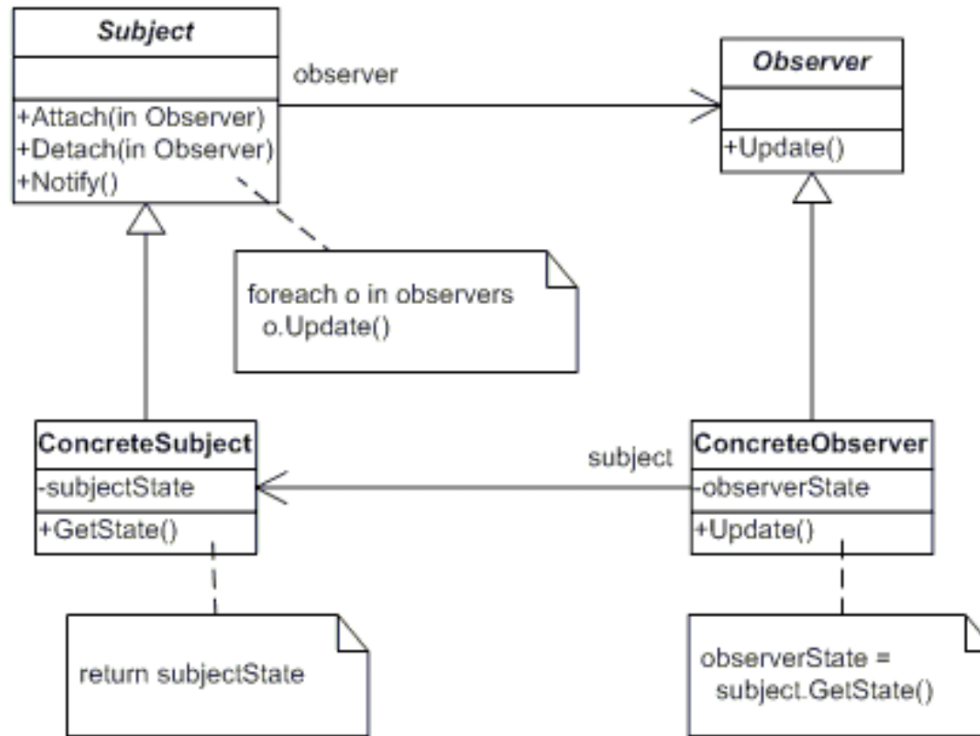 Subject
+Attach(in Observer)
+Detach(in Observer)
+Notify()
observer
Observer
+Update()
foreach o in observers
o.Update()
ConcreteSubject
-subjectState
+GetState()
subject
ConcreteObserver
-observerState
+Update()
return subjectState
observerState =
subject.GetState()